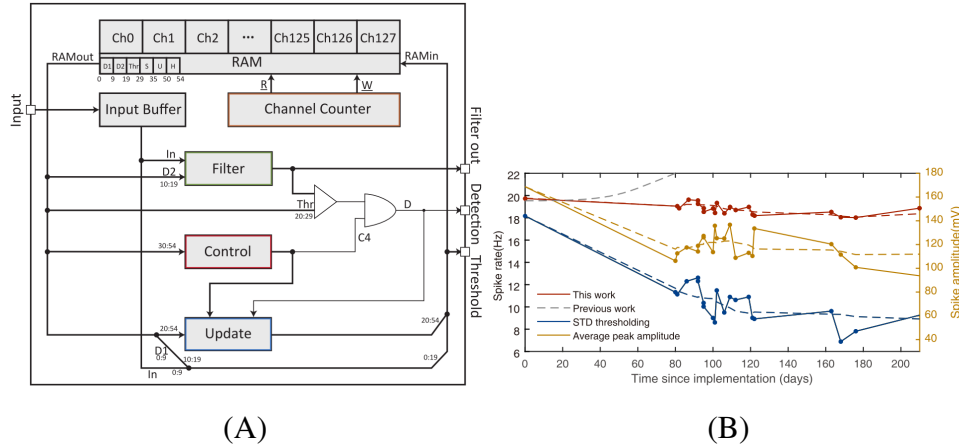 Ch0 Ch1 Ch2 ... Ch125 Ch126 Ch127
RAMout RAM RAMin
D1 D2 Thr S U H
0 9 19 29 35 50 54
R W
Input
Input Buffer
Channel Counter
In
Filter
D2
10:19
Filter out
Thr
20:29
D
Detection
C4
30:54
Control
Threshold
20:54
Update
20:54
D1
0:9
10:19
0:9
In
0:19
(A)
22
20
18
16
14
12
10
8
6
Spike rate(Hz)
180
160
140
120
100
80
60
40
Spike amplitude(mV)
This work
Previous work
STD thresholding
Average peak amplitude
0 20 40 60 80 100 120 140 160 180 200
Time since implementation (days)
(B)